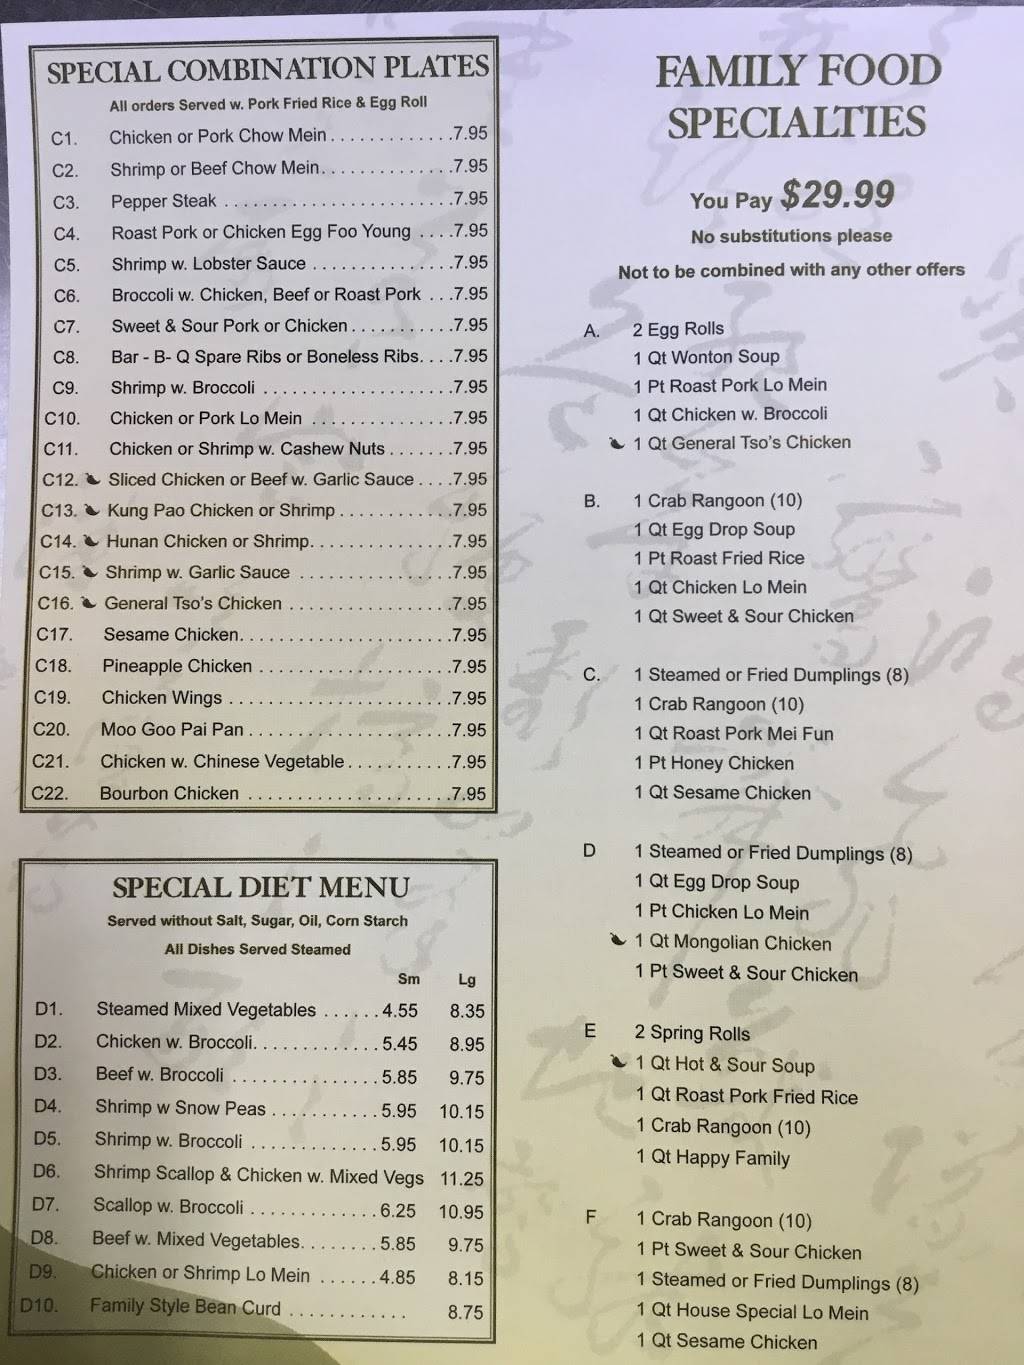 SPECIAL COMBINATION PLATES
All orders Served w. Pork Fried Rice & Egg Roll
C1. Chicken or Pork Chow Mein . . . . . . . . . . . . .7.95
C2. Shrimp or Beef Chow Mein. . . . . . . . . . . . . .7.95
C3. Pepper Steak . . . . . . . . . . . . . . . . . . . . . . . .7.95
C4. Roast Pork or Chicken Egg Foo Young . . . .7.95
C5. Shrimp w. Lobster Sauce . . . . . . . . . . . . . . .7.95
C6. Broccoli w. Chicken, Beef or Roast Pork . . .7.95
C7. Sweet & Sour Pork or Chicken . . . . . . . . . . .7.95
C8. Bar - B- Q Spare Ribs or Boneless Ribs. . . .7.95
C9. Shrimp w. Broccoli . . . . . . . . . . . . . . . . . . . .7.95
C10. Chicken or Pork Lo Mein . . . . . . . . . . . . . . .7.95
C11. Chicken or Shrimp w. Cashew Nuts . . . . . . .7.95
C12. Sliced Chicken or Beef w. Garlic Sauce . . . .7.95
C13. Kung Pao Chicken or Shrimp . . . . . . . . . . . .7.95
C14. Hunan Chicken or Shrimp. . . . . . . . . . . . . . .7.95
C15. Shrimp w. Garlic Sauce . . . . . . . . . . . . . . . .7.95
C16. General Tso's Chicken . . . . . . . . . . . . . . . . .7.95
C17. Sesame Chicken. . . . . . . . . . . . . . . . . . . . . .7.95
C18. Pineapple Chicken . . . . . . . . . . . . . . . . . . . .7.95
C19. Chicken Wings . . . . . . . . . . . . . . . . . . . . . . .7.95
C20. Moo Goo Pai Pan . . . . . . . . . . . . . . . . . . . . .7.95
C21. Chicken w. Chinese Vegetable . . . . . . . . . . .7.95
C22. Bourbon Chicken . . . . . . . . . . . . . . . . . . . . .7.95
SPECIAL DIET MENU
Served without Salt, Sugar, Oil, Corn Starch
All Dishes Served Steamed
Sm Lg
D1. Steamed Mixed Vegetables . . . . . . 4.55 8.35
D2. Chicken w. Broccoli. . . . . . . . . . . . . 5.45 8.95
D3. Beef w. Broccoli . . . . . . . . . . . . . . . 5.85 9.75
D4. Shrimp w Snow Peas . . . . . . . . . . . 5.95 10.15
D5. Shrimp w. Broccoli . . . . . . . . . . . . . 5.95 10.15
D6. Shrimp Scallop & Chicken w. Mixed Vegs 11.25
D7. Scallop w. Broccoli . . . . . . . . . . . . . 6.25 10.95
D8. Beef w. Mixed Vegetables. . . . . . . . 5.85 9.75
D9. Chicken or Shrimp Lo Mein . . . . . . 4.85 8.15
D10. Family Style Bean Curd . . . . . . . . . . . . 8.75
FAMILY FOOD
SPECIALTIES
You Pay $29.99
No substitutions please
Not to be combined with any other offers
A. 2 Egg Rolls
1 Qt Wonton Soup
1 Pt Roast Pork Lo Mein
1 Qt Chicken w. Broccoli
1 Qt General Tso's Chicken
B. 1 Crab Rangoon (10)
1 Qt Egg Drop Soup
1 Pt Roast Fried Rice
1 Qt Chicken Lo Mein
1 Qt Sweet & Sour Chicken
C. 1 Steamed or Fried Dumplings (8)
1 Crab Rangoon (10)
1 Qt Roast Pork Mei Fun
1 Pt Honey Chicken
1 Qt Sesame Chicken
D 1 Steamed or Fried Dumplings (8)
1 Qt Egg Drop Soup
1 Pt Chicken Lo Mein
1 Qt Mongolian Chicken
1 Pt Sweet & Sour Chicken
E 2 Spring Rolls
1 Qt Hot & Sour Soup
1 Qt Roast Pork Fried Rice
1 Crab Rangoon (10)
1 Qt Happy Family
F 1 Crab Rangoon (10)
1 Pt Sweet & Sour Chicken
1 Steamed or Fried Dumplings (8)
1 Qt House Special Lo Mein
1 Qt Sesame Chicken